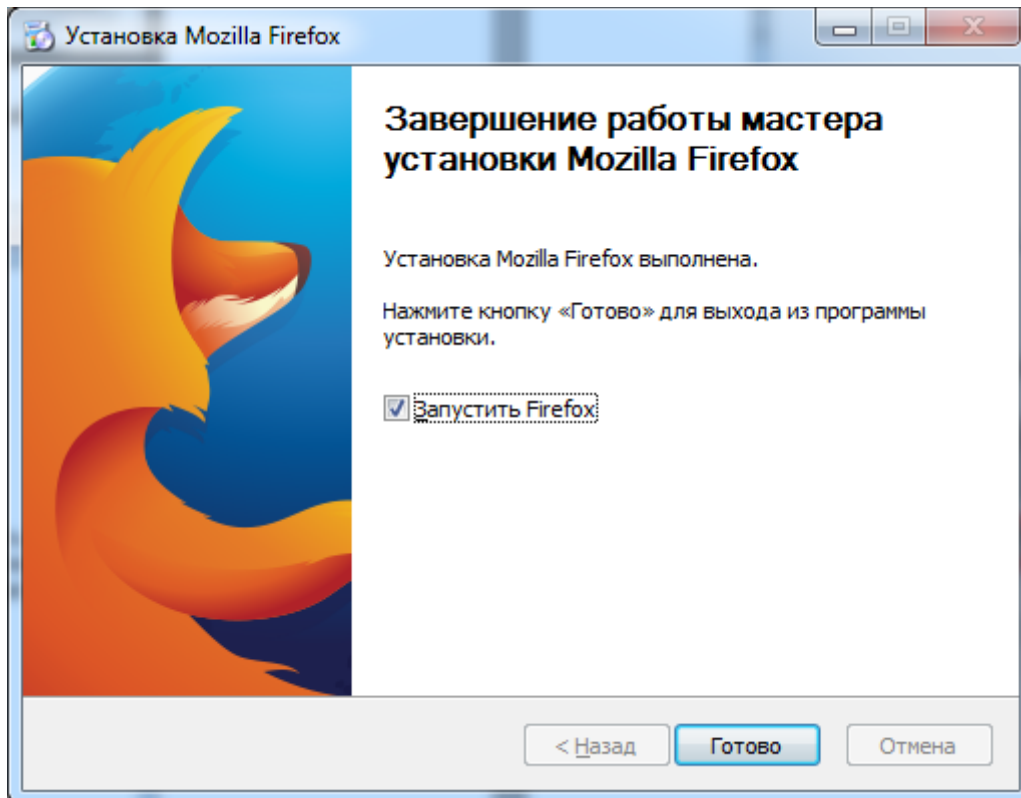 Установка Mozilla Firefox
Завершение работы мастера
установки Mozilla Firefox
Установка Mozilla Firefox выполнена.
Нажмите кнопку «Готово» для выхода из программы
установки.
Запустить Firefox
< Назад
Готово
Отмена